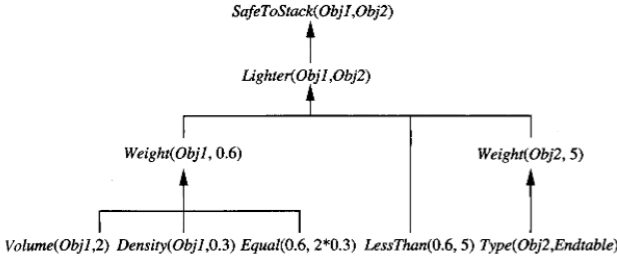 SafeToStack(Obj1,Obj2)
Lighter(Obj1,Obj2)
Weight(Obj1, 0.6) Weight(Obj2, 5)
Volume(Obj1,2) Density(Obj1,0.3) Equal(0.6, 2*0.3) LessThan(0.6, 5) Type(Obj2,Endtable)